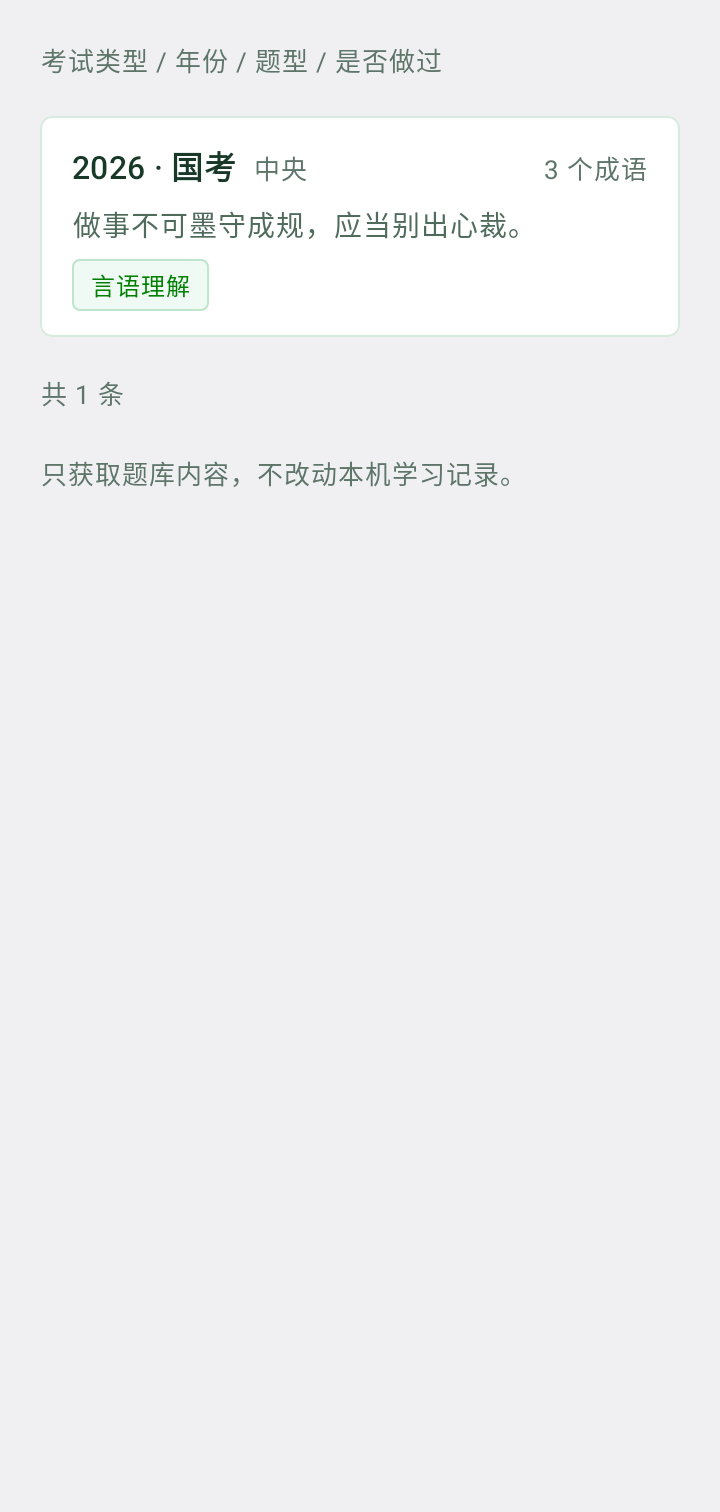 考试类型 / 年份 / 题型 / 是否做过
2026 · 国考 中央 3 个成语
做事不可墨守成规，应当别出心裁。
言语理解
共 1 条
只获取题库内容，不改动本机学习记录。